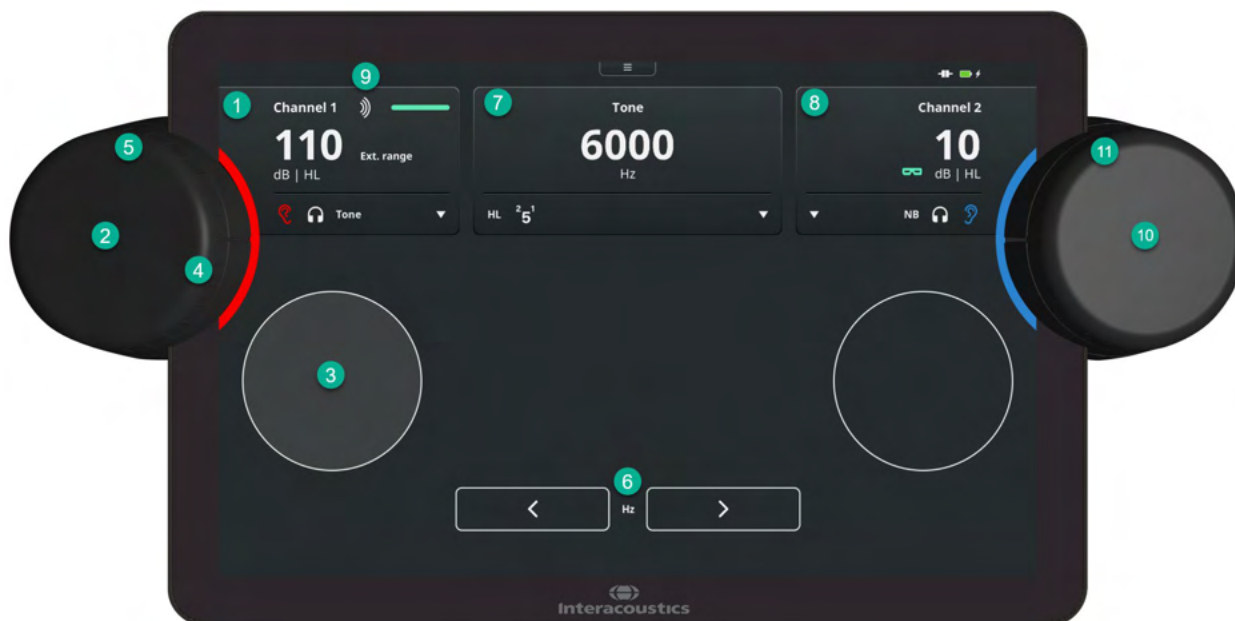 9
1
Channel 1
7
Tone
8
Channel 2
5
110
Ext. range
6000
10
11
dB | HL
Hz
dB | HL
2
Tone
HL 2 5 1
NB
10
4
3
6
Hz
Interacoustics